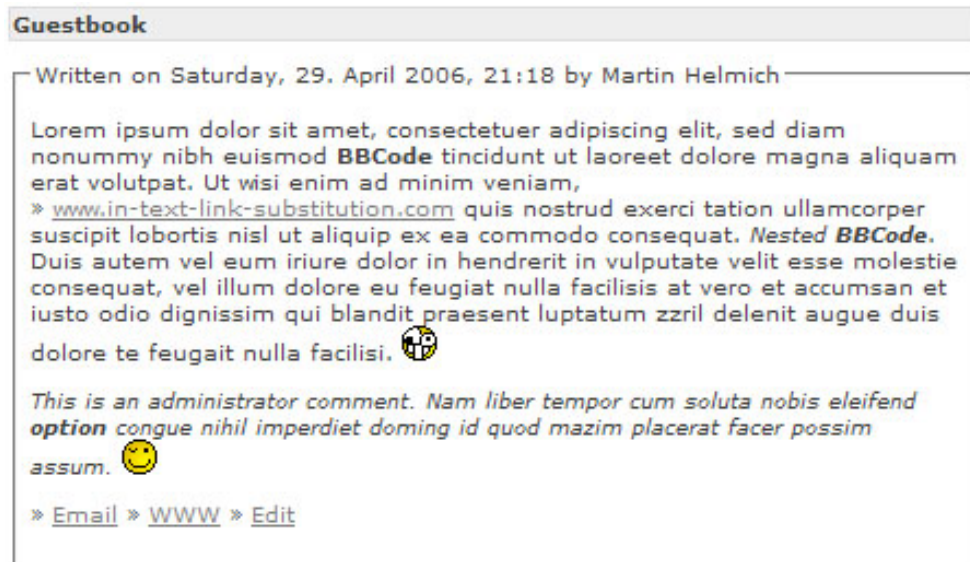 Guestbook
Written on Saturday, 29. April 2006, 21:18 by Martin Helmich
Lorem ipsum dolor sit amet, consectetuer adipiscing elit, sed diam
nonummy nibh euismod BBCode tincidunt ut laoreet dolore magna aliquam
erat volutpat. Ut wisi enim ad minim veniam,
» www.in-text-link-substitution.com quis nostrud exerci tation ullamcorper
suscipit lobortis nisl ut aliquip ex ea commodo consequat. Nested BBCode.
Duis autem vel eum iriure dolor in hendrerit in vulputate velit esse molestie
consequat, vel illum dolore eu feugiat nulla facilisis at vero et accumsan et
iusto odio dignissim qui blandit praesent luptatum zzril delenit augue duis
dolore te feugait nulla facilisi.
This is an administrator comment. Nam liber tempor cum soluta nobis eleifend
option congue nihil imperdiet doming id quod mazim placerat facer possim
assum.
» Email » WWW » Edit